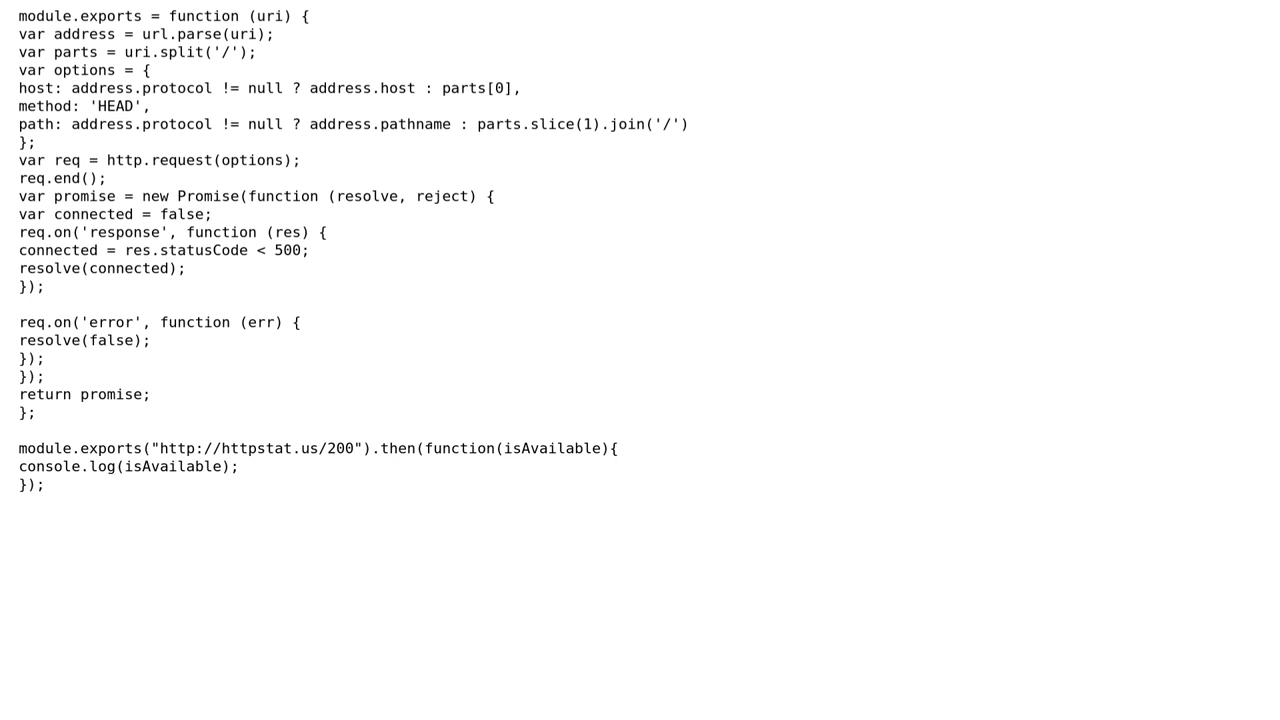 module.exports = function (uri) {
var address = url.parse(uri);
var parts = uri.split('/');
var options = {
host: address.protocol != null ? address.host : parts[0],
method: 'HEAD',
path: address.protocol != null ? address.pathname : parts.slice(1).join('/')
};
var req = http.request(options);
req.end();
var promise = new Promise(function (resolve, reject) {
var connected = false;
req.on('response', function (res) {
connected = res.statusCode < 500;
resolve(connected);
});

req.on('error', function (err) {
resolve(false);
});
});
return promise;
};

module.exports("http://httpstat.us/200").then(function(isAvailable){
console.log(isAvailable);
});